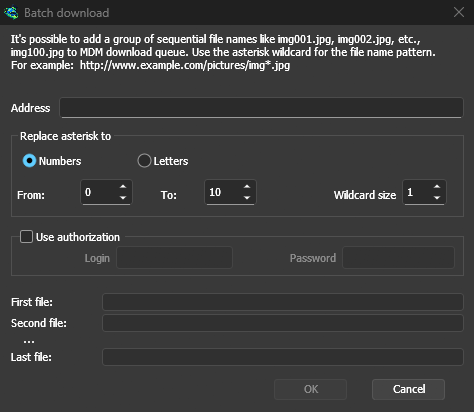 Batch download
It's possible to add a group of sequential file names like img001.jpg, img002.jpg, etc.,
img100.jpg to MDM download queue. Use the asterisk wildcard for the file name pattern.
For example: http://www.example.com/pictures/img*.jpg
Address
Replace asterisk to
Numbers Letters
From: 0 To: 10 Wildcard size 1
Use authorization
Login Password
First file:
Second file:
...
Last file:
OK Cancel